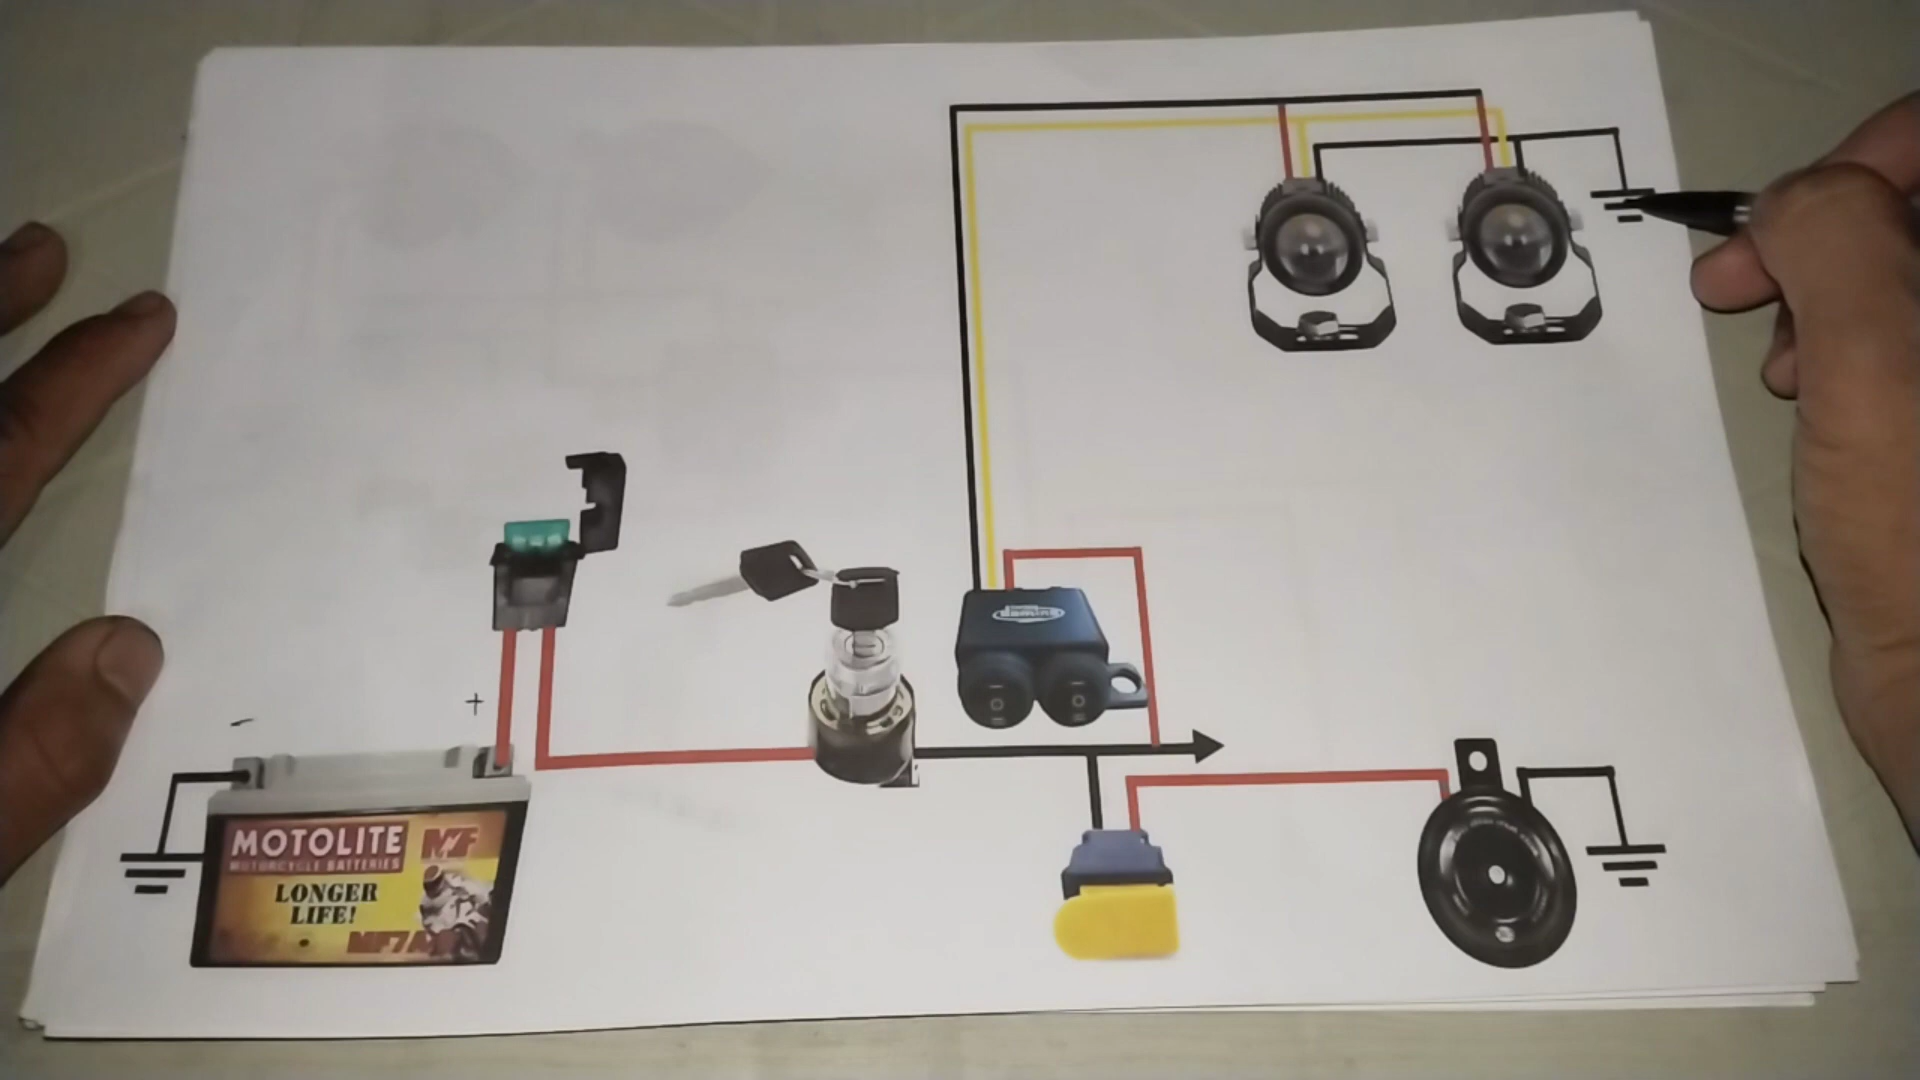 +
-
MOTOLITE
MF
MOTORCYCLE BATTERIES
LONGER
LIFE!